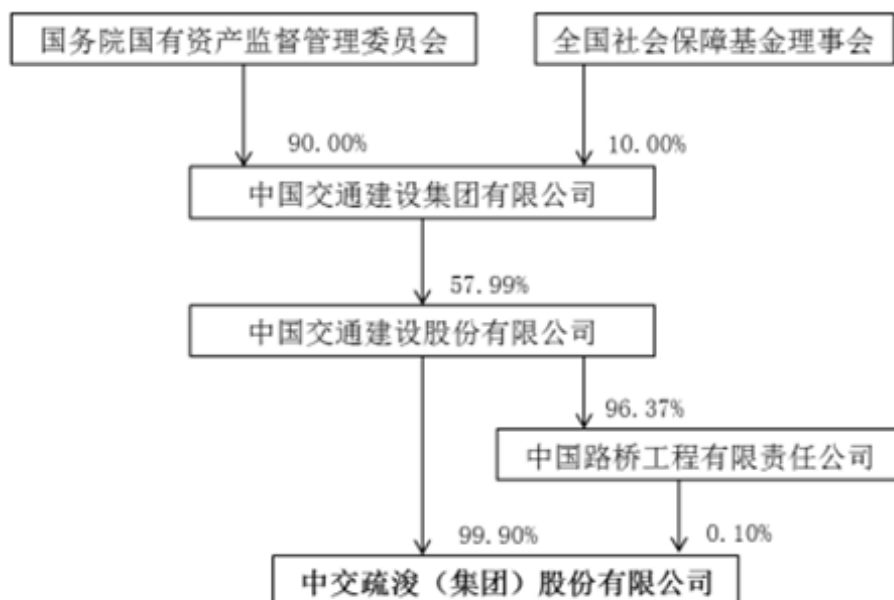 国务院国有资产监督管理委员会
全国社会保障基金理事会
90.00%
10.00%
中国交通建设集团有限公司
57.99%
中国交通建设股份有限公司
96.37%
中国路桥工程有限责任公司
99.90%
0.10%
中交疏浚（集团）股份有限公司